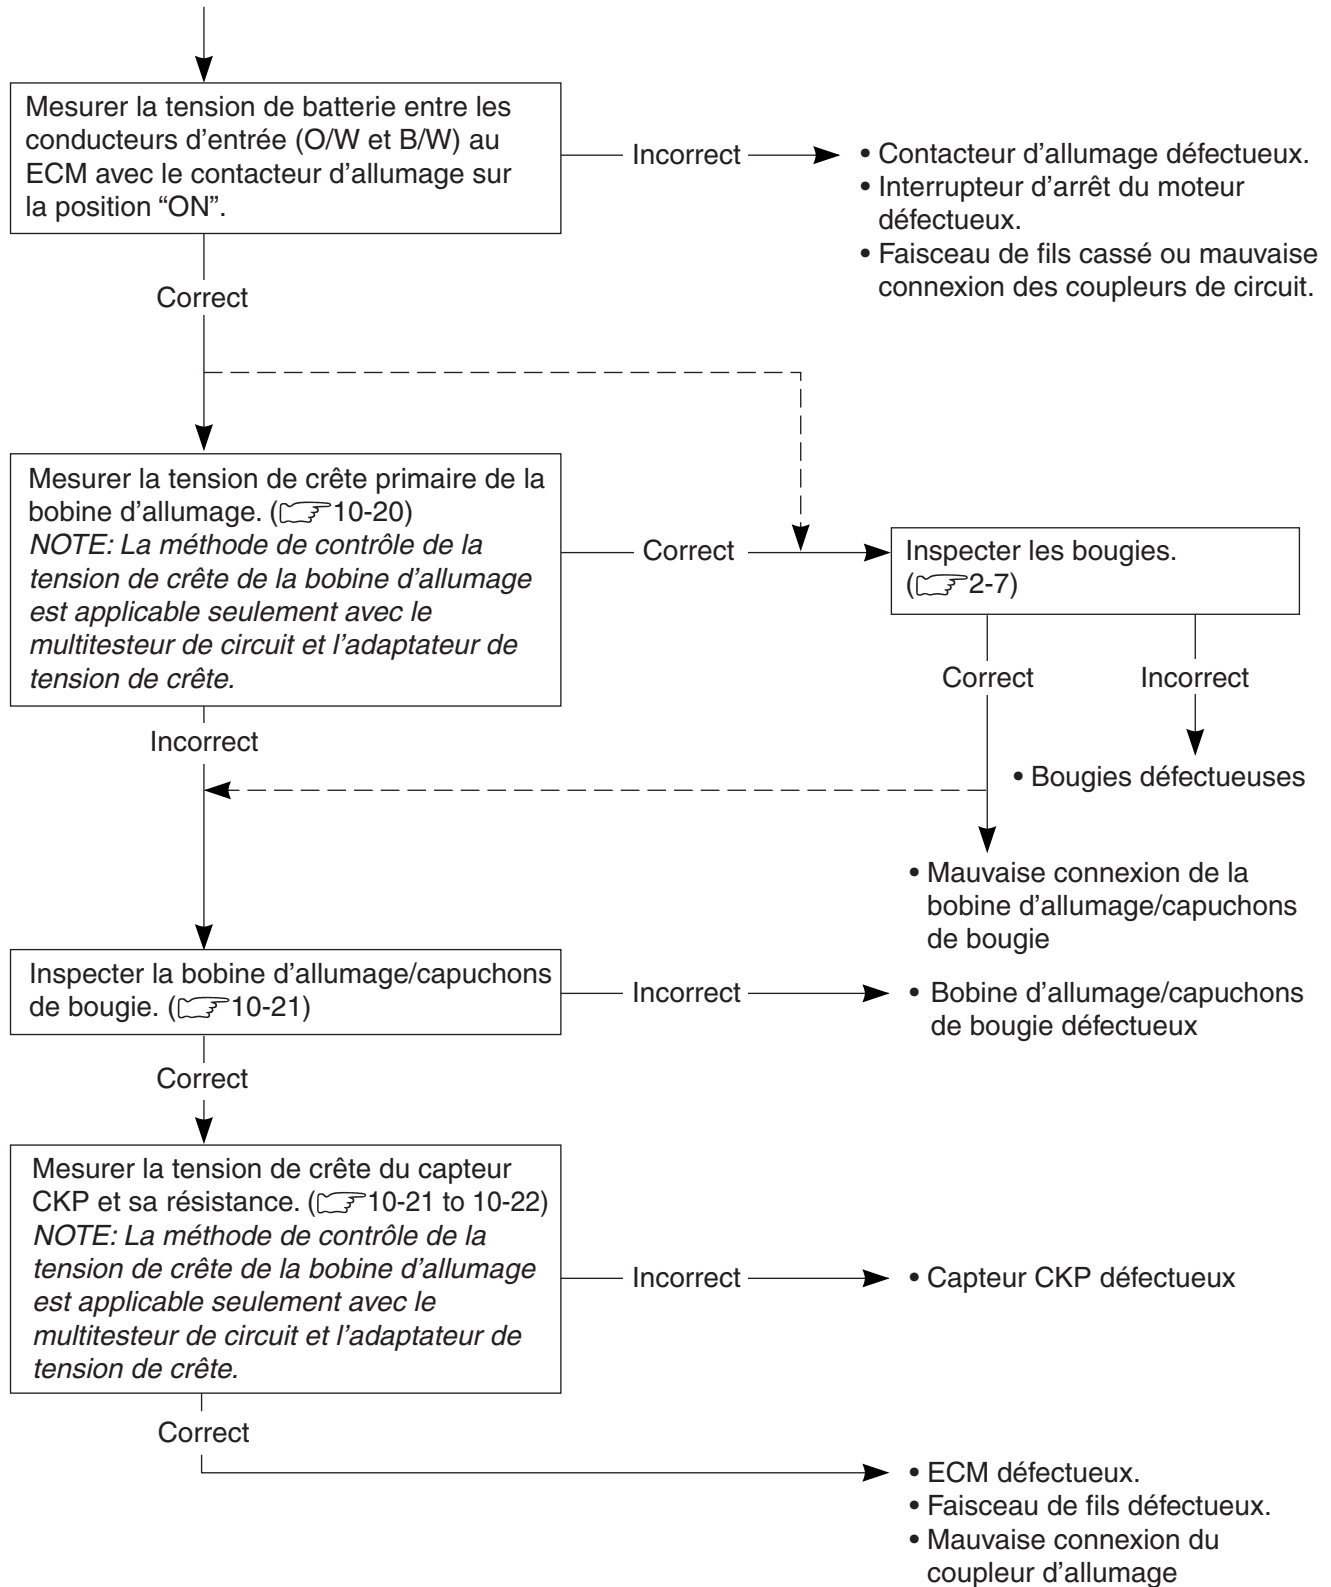 Mesurer la tension de batterie entre les
conducteurs d'entrée (O/W et B/W) au
ECM avec le contacteur d'allumage sur
la position “ON”.
Incorrect
• Contacteur d'allumage défectueux.
• Interrupteur d'arrêt du moteur
défectueux.
• Faisceau de fils cassé ou mauvaise
connexion des coupleurs de circuit.
Correct
Mesurer la tension de crête primaire de la
bobine d'allumage. (☞10-20)
NOTE: La méthode de contrôle de la
tension de crête de la bobine d'allumage
est applicable seulement avec le
multitesteur de circuit et l'adaptateur de
tension de crête.
Correct
Inspecter les bougies.
(☞2-7)
Correct
Incorrect
Incorrect
• Bougies défectueuses
• Mauvaise connexion de la
bobine d'allumage/capuchons
de bougie
Inspecter la bobine d'allumage/capuchons
de bougie. (☞10-21)
Incorrect
• Bobine d'allumage/capuchons
de bougie défectueux
Correct
Mesurer la tension de crête du capteur
CKP et sa résistance. (☞10-21 to 10-22)
NOTE: La méthode de contrôle de la
tension de crête de la bobine d'allumage
est applicable seulement avec le
multitesteur de circuit et l'adaptateur de
tension de crête.
Incorrect
• Capteur CKP défectueux
Correct
• ECM défectueux.
• Faisceau de fils défectueux.
• Mauvaise connexion du
coupleur d'allumage